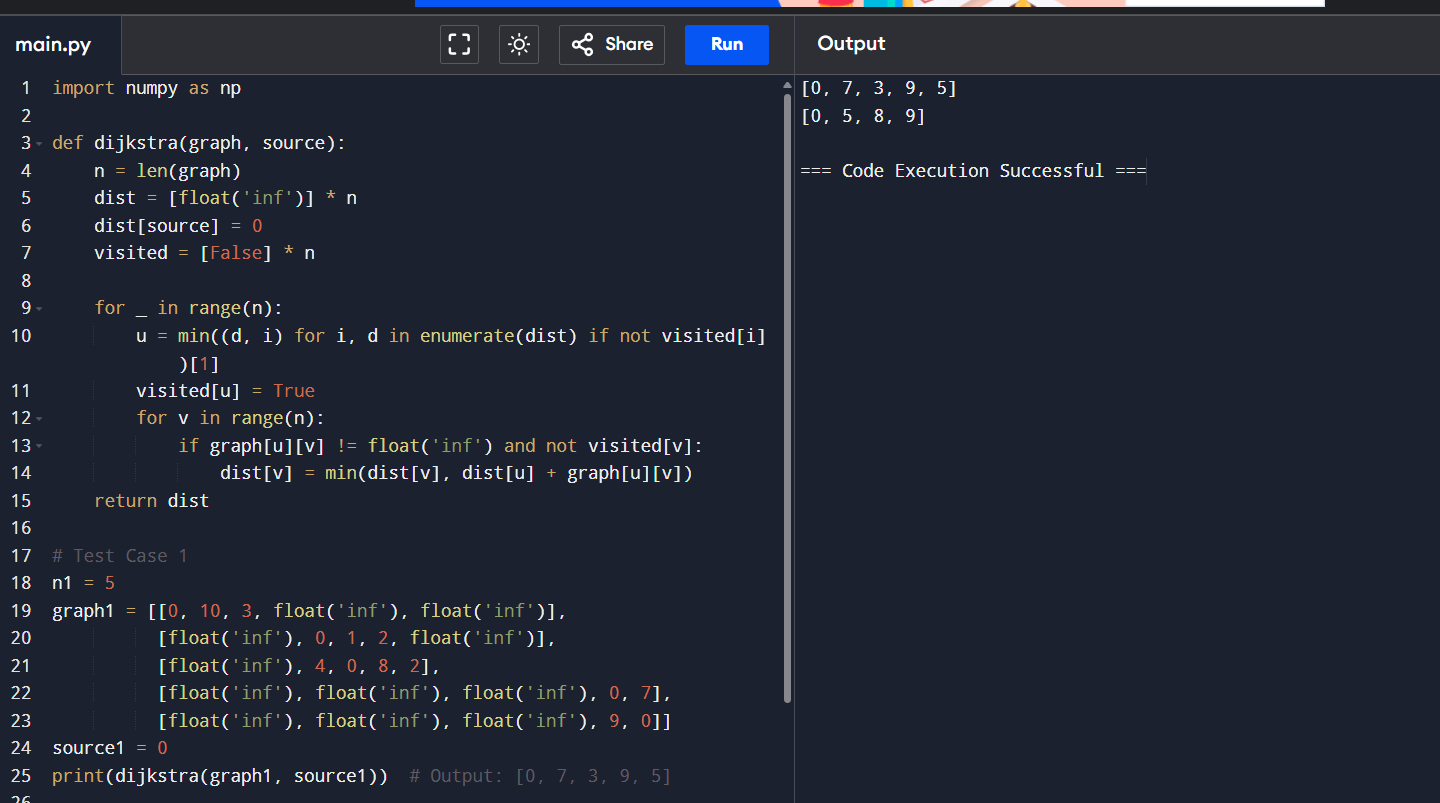 main.py
Share
Run
Output
1 import numpy as np
2
3 def dijkstra(graph, source):
4     n = len(graph)
5     dist = [float('inf')] * n
6     dist[source] = 0
7     visited = [False] * n
8
9     for _ in range(n):
10         u = min((d, i) for i, d in enumerate(dist) if not visited[i]
            )[1]
11         visited[u] = True
12         for v in range(n):
13             if graph[u][v] != float('inf') and not visited[v]:
14                 dist[v] = min(dist[v], dist[u] + graph[u][v])
15     return dist
16
17 # Test Case 1
18 n1 = 5
19 graph1 = [[0, 10, 3, float('inf'), float('inf')],
20           [float('inf'), 0, 1, 2, float('inf')],
21           [float('inf'), 4, 0, 8, 2],
22           [float('inf'), float('inf'), float('inf'), 0, 7],
23           [float('inf'), float('inf'), float('inf'), 9, 0]]
24 source1 = 0
25 print(dijkstra(graph1, source1))  # Output: [0, 7, 3, 9, 5]
26
[0, 7, 3, 9, 5]
[0, 5, 8, 9]
=== Code Execution Successful ===